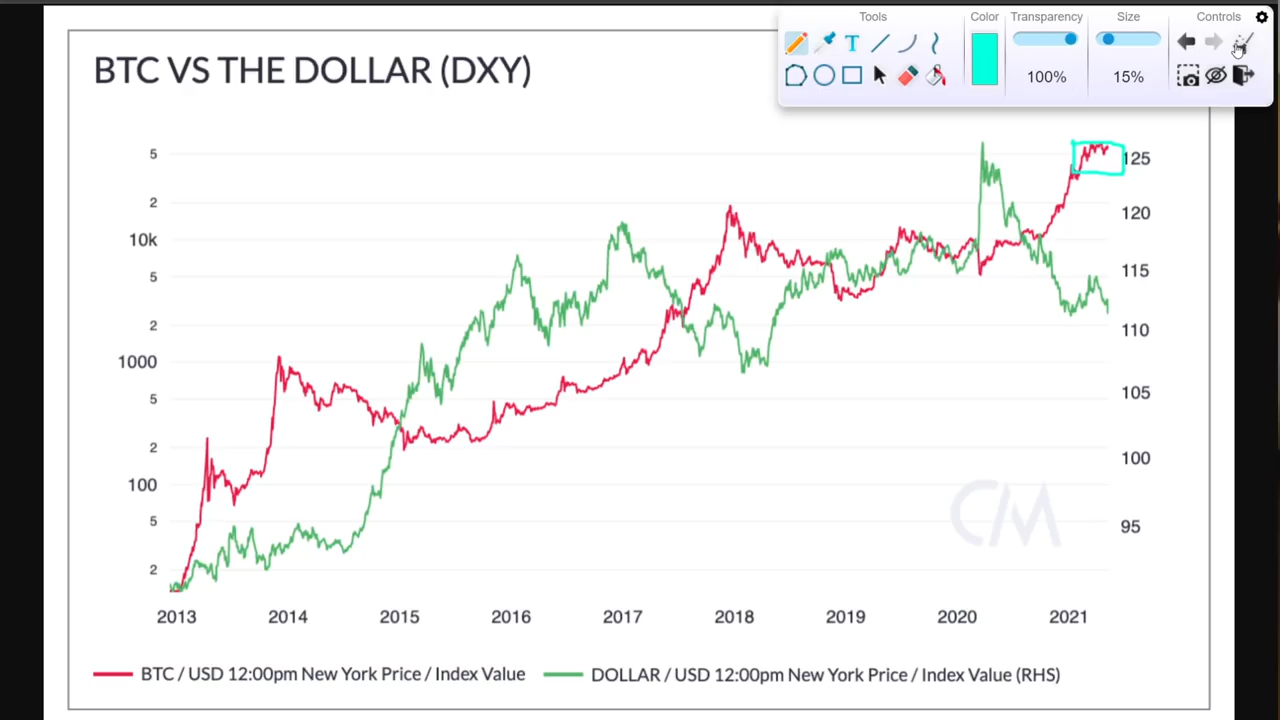 Tools
Color
Transparency
Size
Controls
T
100%
15%
BTC VS THE DOLLAR (DXY)
5
2
10k
5
2
1000
5
2
100
5
2
125
120
115
110
105
100
95
CM
2013 2014 2015 2016 2017 2018 2019 2020 2021
BTC / USD 12:00pm New York Price / Index Value
DOLLAR / USD 12:00pm New York Price / Index Value (RHS)